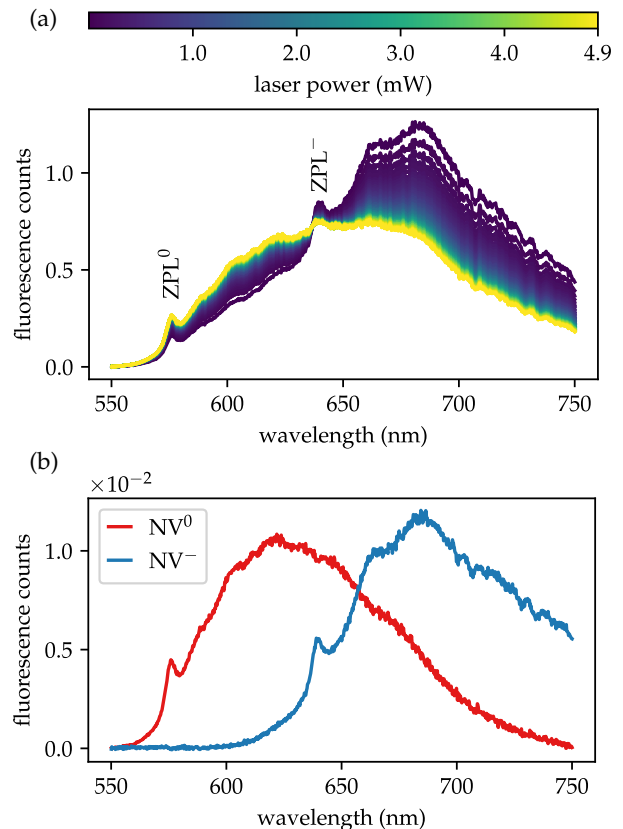 (a)
1.0 2.0 3.0 4.0 4.9
laser power (mW)
fluorescence counts
1.0
0.5
0.0
ZPL⁰
ZPL⁻
550 600 650 700 750
wavelength (nm)
(b)
×10⁻²
fluorescence counts
1.0
0.5
0.0
NV⁰
NV⁻
550 600 650 700 750
wavelength (nm)